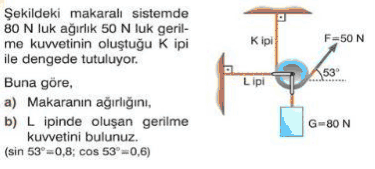 Şekildeki makaralı sistemde
80 N luk ağırlık 50 N luk geril-
me kuvvetinin oluştuğu K ipi
ile dengede tutuluyor.
Buna göre,
a) Makaranın ağırlığını,
b) L ipinde oluşan gerilme
kuvvetini bulunuz.
(sin 53°=0,8; cos 53°=0,6)
K ipi
F=50 N
53°
L ipi
G=80 N